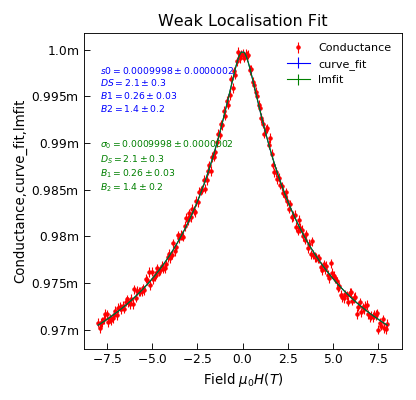 Weak Localisation Fit
Conductance,curve_fit,lmfit
1.0m
0.995m
0.99m
0.985m
0.98m
0.975m
0.97m
s0 = 0.0009998 ± 0.0000002
DS = 2.1 ± 0.3
B1 = 0.26 ± 0.03
B2 = 1.4 ± 0.2
σ₀ = 0.0009998 ± 0.0000002
D_S = 2.1 ± 0.3
B₁ = 0.26 ± 0.03
B₂ = 1.4 ± 0.2
Conductance
curve_fit
lmfit
−7.5 −5.0 −2.5 0.0 2.5 5.0 7.5
Field μ₀H(T)